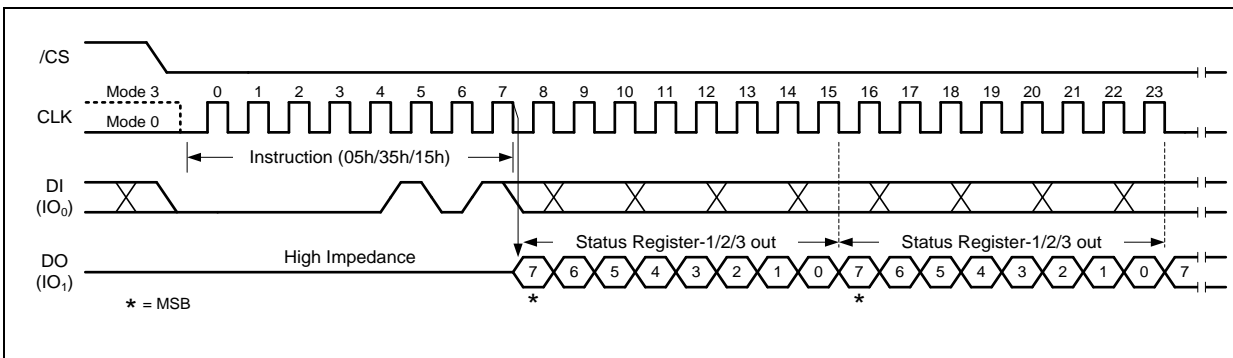 /CS
Mode 3
0 1 2 3 4 5 6 7 8 9 10 11 12 13 14 15 16 17 18 19 20 21 22 23
CLK
Mode 0
Instruction (05h/35h/15h)
DI
(IO0)
Status Register-1/2/3 out Status Register-1/2/3 out
High Impedance
DO
(IO1)
7 6 5 4 3 2 1 0 7 6 5 4 3 2 1 0 7
* *
* = MSB